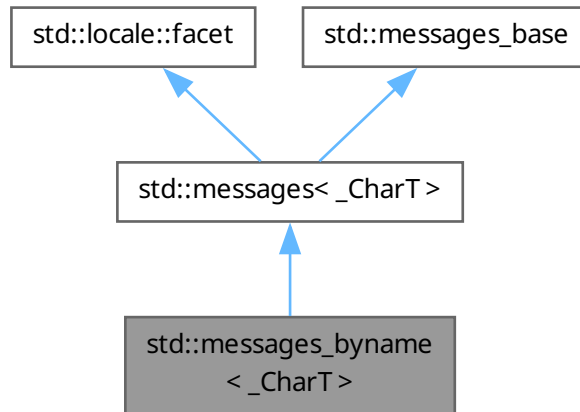 std::locale::facet
std::messages_base
std::messages< _CharT >
std::messages_byname
< _CharT >